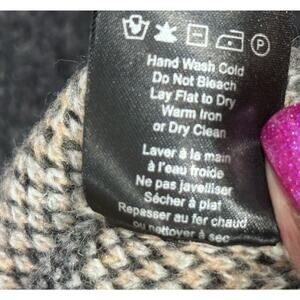 Hand Wash Cold
Do Not Bleach
Lay Flat to Dry
Warm Iron
or Dry Clean
Laver à la main
à l'eau froide
Ne pas javelliser
Sécher à plat
Repasser au fer chaud
ou nettoyer à sec